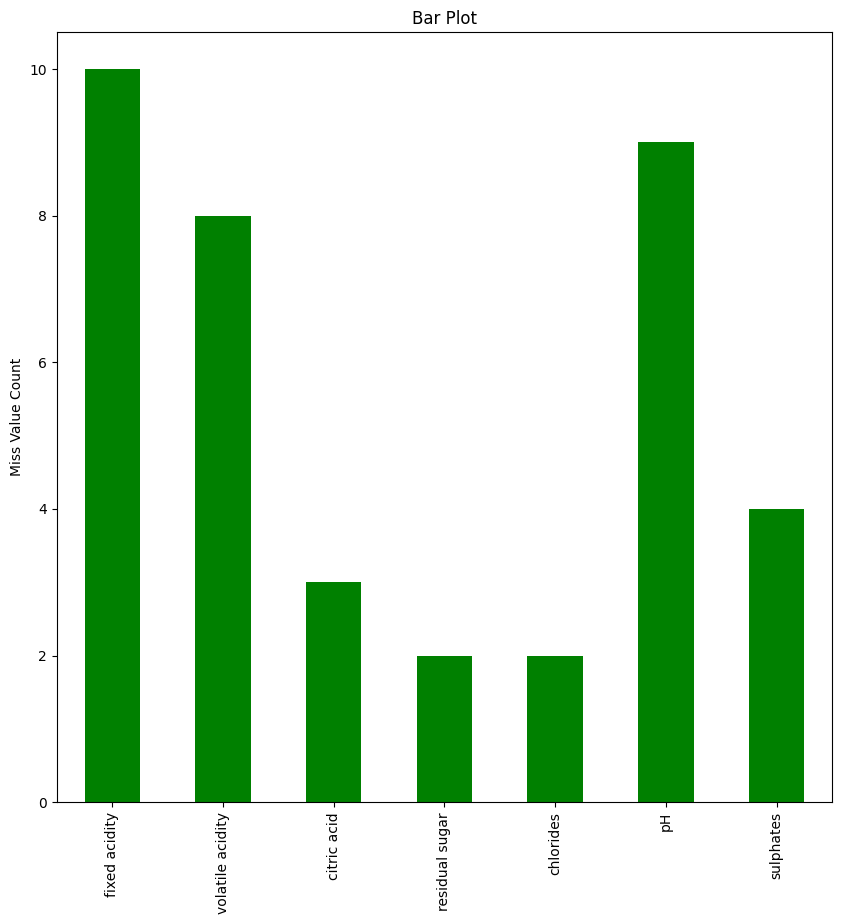 Bar Plot
Miss Value Count
10
8
6
4
2
0
fixed acidity
volatile acidity
citric acid
residual sugar
chlorides
pH
sulphates